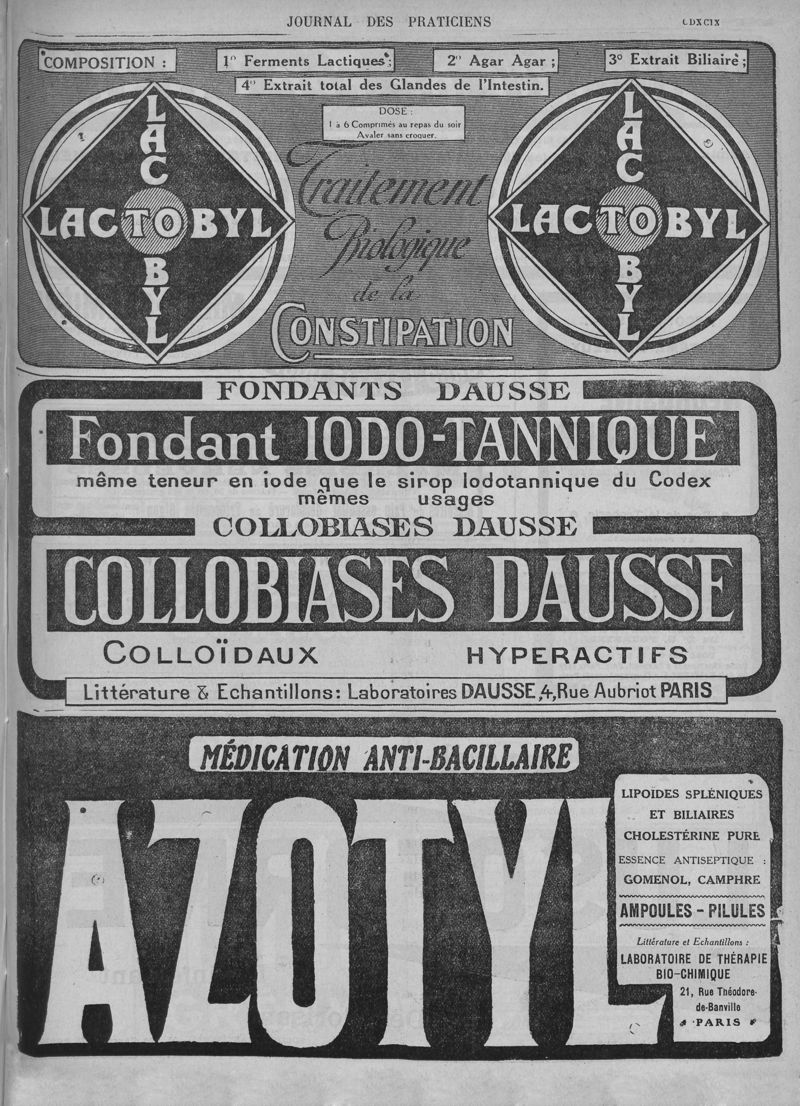 JOURNAL DES PRATICIENS
CDXCIX
COMPOSITION :
1º Ferments Lactiques ;
2º Agar Agar ;
3º Extrait Biliaire ;
4º Extrait total des Glandes de l'Intestin.
DOSE :
1 à 6 Comprimés au repas du soir
Avaler sans croquer.
LACTOBYL
LACTOBYL
LACTOBYL
LACTOBYL
Traitement
Biologique
de la
CONSTIPATION
FONDANTS DAUSSE
Fondant IODO-TANNIQUE
même teneur en iode que le sirop Iodotannique du Codex
mêmes usages
COLLOBIASES DAUSSE
COLLOBIASES DAUSSE
COLLOÏDAUX HYPERACTIFS
Littérature & Echantillons: Laboratoires DAUSSE, 4, Rue Aubriot PARIS
MÉDICATION ANTI-BACILLAIRE
AZOTYL
LIPOÏDES SPLÉNIQUES
ET BILIAIRES
CHOLESTÉRINE PURE
ESSENCE ANTISEPTIQUE :
GOMENOL, CAMPHRE
AMPOULES - PILULES
Littérature et Echantillons :
LABORATOIRE DE THÉRAPIE
BIO-CHIMIQUE
21, Rue Théodore-
de-Banville
PARIS